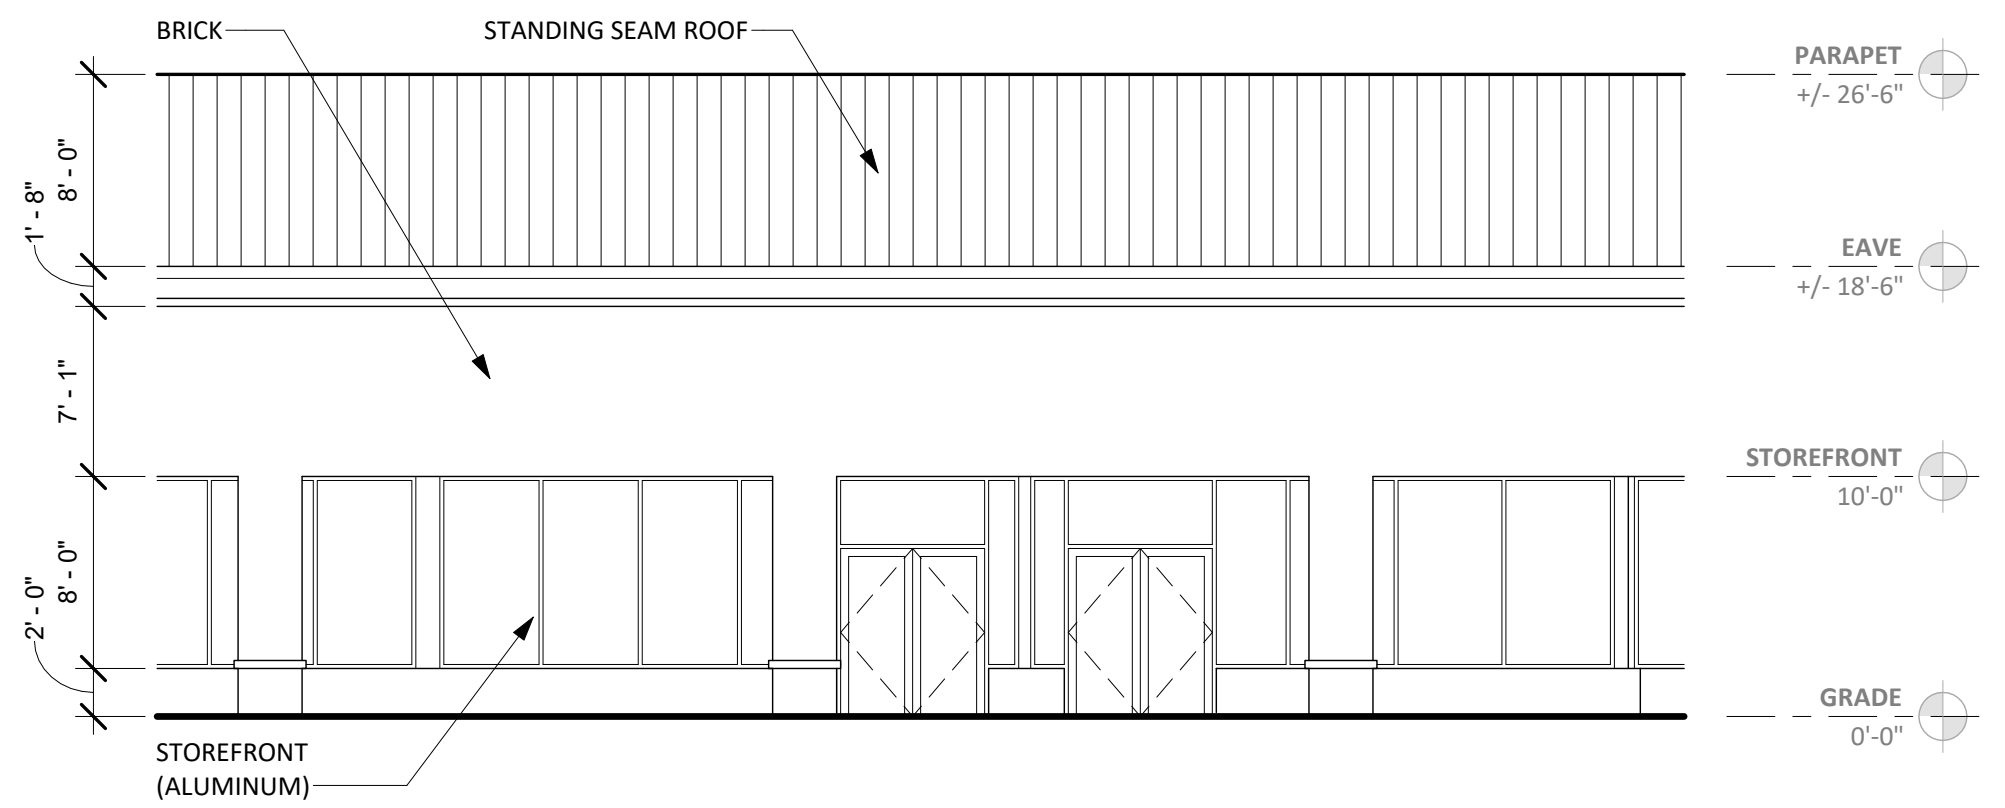 BRICK
STANDING SEAM ROOF
PARAPET
+/- 26'-6"
8' - 0"
1' - 8"
EAVE
+/- 18'-6"
7' - 1"
STOREFRONT
10'-0"
8' - 0"
2' - 0"
GRADE
0'-0"
STOREFRONT
(ALUMINUM)